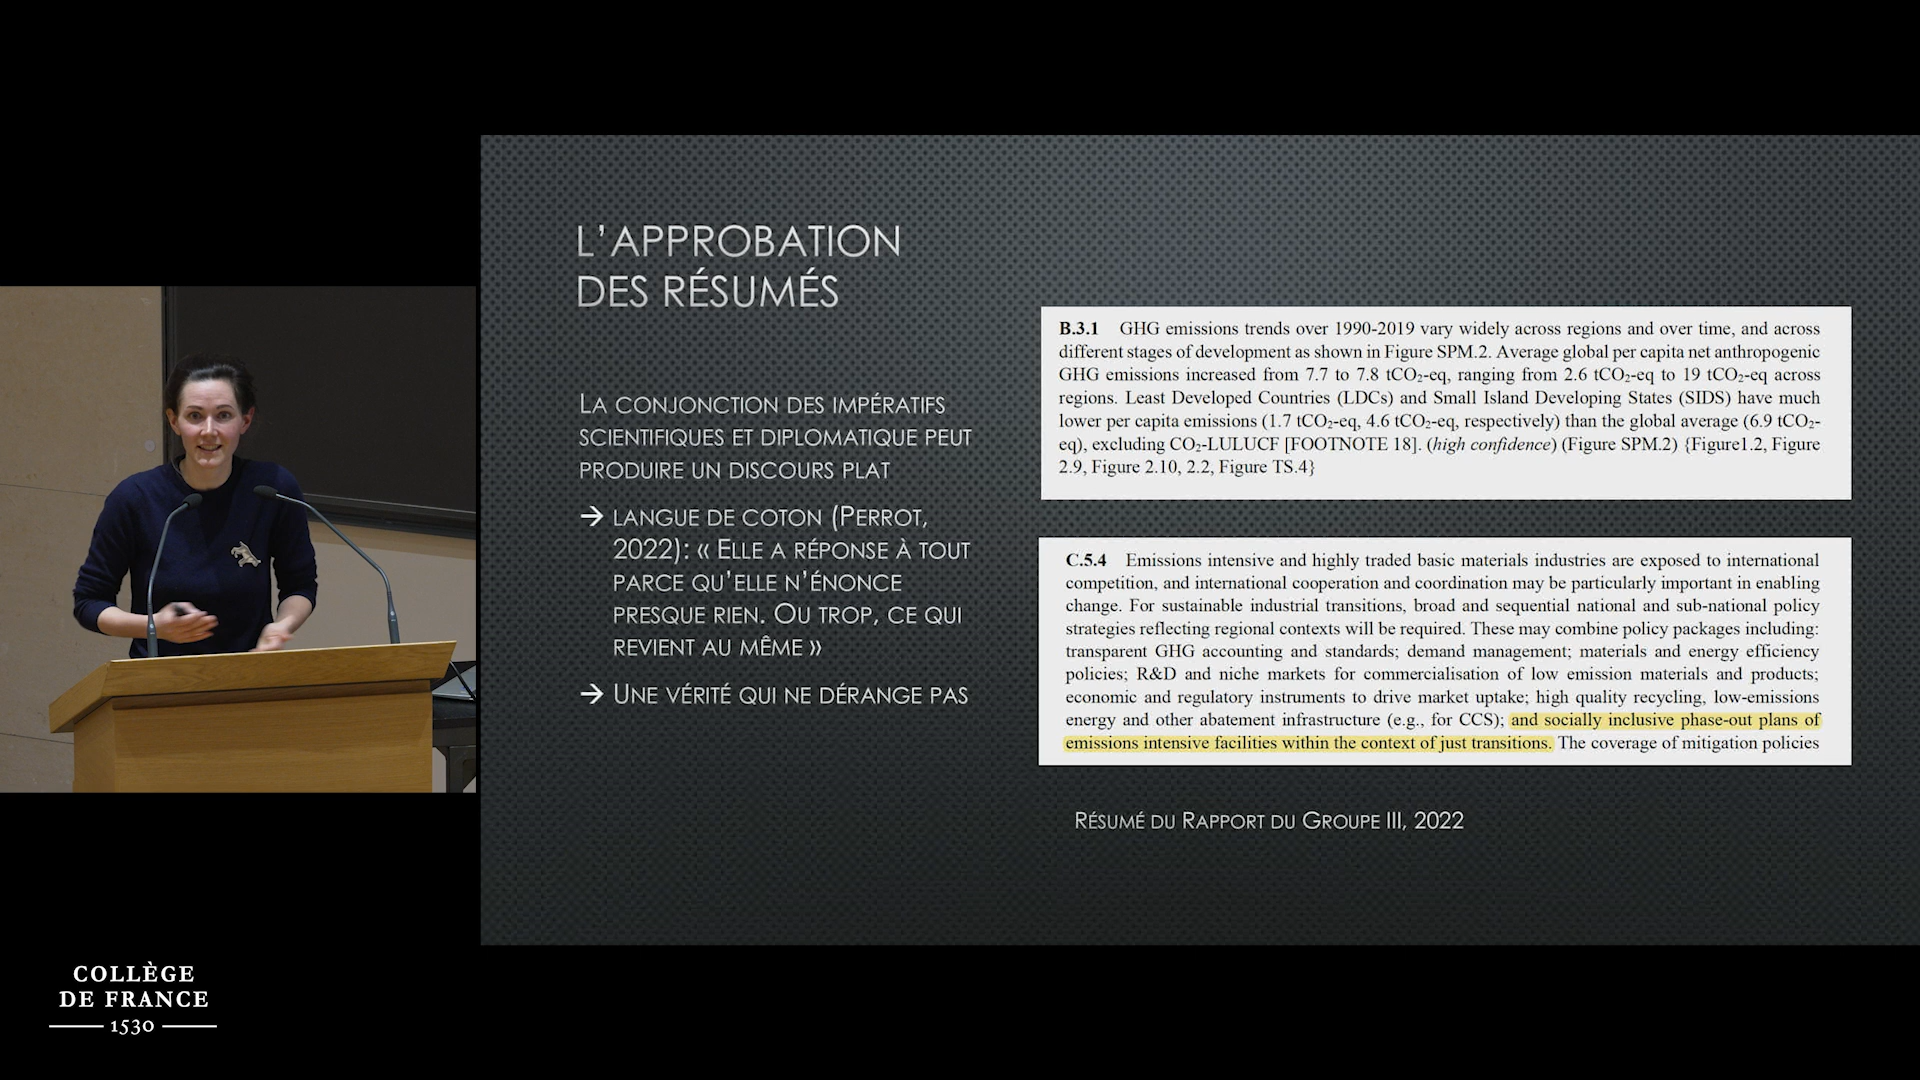 L'APPROBATION
DES RÉSUMÉS
LA CONJONCTION DES IMPÉRATIFS
SCIENTIFIQUES ET DIPLOMATIQUE PEUT
PRODUIRE UN DISCOURS PLAT
→ LANGUE DE COTON (PERROT,
2022): « ELLE A RÉPONSE À TOUT
PARCE QU'ELLE N'ÉNONCE
PRESQUE RIEN. OU TROP, CE QUI
REVIENT AU MÊME »
→ UNE VÉRITÉ QUI NE DÉRANGE PAS
B.3.1 GHG emissions trends over 1990-2019 vary widely across regions and over time, and across
different stages of development as shown in Figure SPM.2. Average global per capita net anthropogenic
GHG emissions increased from 7.7 to 7.8 tCO₂-eq, ranging from 2.6 tCO₂-eq to 19 tCO₂-eq across
regions. Least Developed Countries (LDCs) and Small Island Developing States (SIDS) have much
lower per capita emissions (1.7 tCO₂-eq, 4.6 tCO₂-eq, respectively) than the global average (6.9 tCO₂-
eq), excluding CO₂-LULUCF [FOOTNOTE 18]. (high confidence) (Figure SPM.2) {Figure1.2, Figure
2.9, Figure 2.10, 2.2, Figure TS.4}
C.5.4 Emissions intensive and highly traded basic materials industries are exposed to international
competition, and international cooperation and coordination may be particularly important in enabling
change. For sustainable industrial transitions, broad and sequential national and sub-national policy
strategies reflecting regional contexts will be required. These may combine policy packages including:
transparent GHG accounting and standards; demand management; materials and energy efficiency
policies; R&D and niche markets for commercialisation of low emission materials and products;
economic and regulatory instruments to drive market uptake; high quality recycling, low-emissions
energy and other abatement infrastructure (e.g., for CCS); and socially inclusive phase-out plans of
emissions intensive facilities within the context of just transitions. The coverage of mitigation policies
RÉSUMÉ DU RAPPORT DU GROUPE III, 2022
COLLÈGE
DE FRANCE
1530